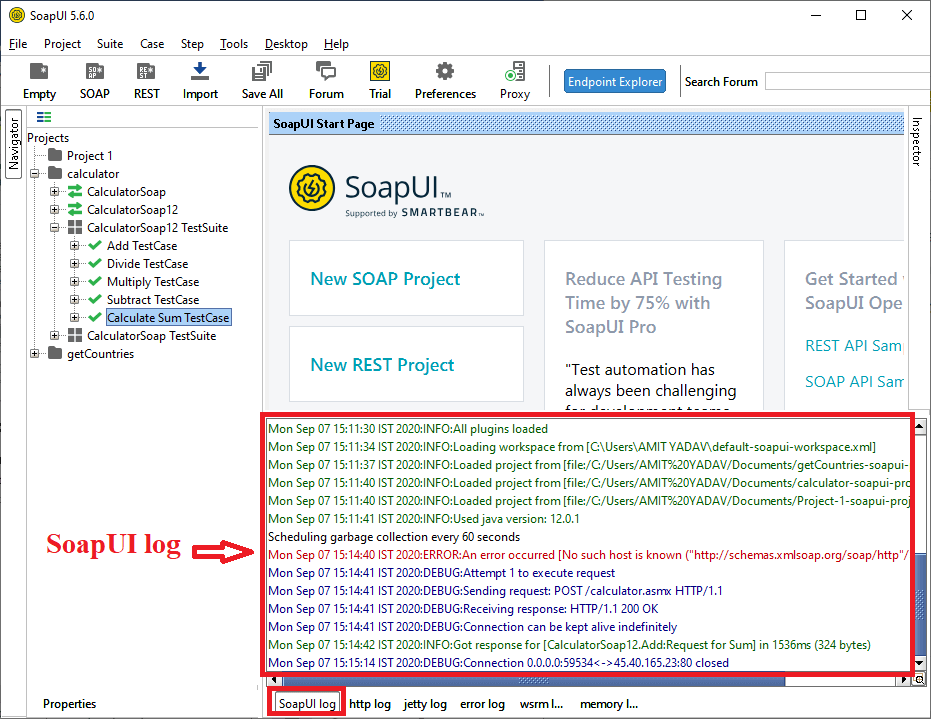 SoapUI 5.6.0
File Project Suite Case Step Tools Desktop Help
Empty SOAP REST Import Save All Forum Trial Preferences Proxy Endpoint Explorer Search Forum
Navigator
Projects
Project 1
calculator
CalculatorSoap
CalculatorSoap12
CalculatorSoap12 TestSuite
Add TestCase
Divide TestCase
Multiply TestCase
Subtract TestCase
Calculate Sum TestCase
CalculatorSoap TestSuite
getCountries
SoapUI Start Page
Inspector
SoapUI™
Supported by SMARTBEAR™
New SOAP Project
New REST Project
Reduce API Testing
Time by 75% with
SoapUI Pro
"Test automation has
always been challenging
for development teams
Get Started
SoapUI Ope
REST API Sam
SOAP API Sam
SoapUI log
Mon Sep 07 15:11:30 IST 2020:INFO:All plugins loaded
Mon Sep 07 15:11:34 IST 2020:INFO:Loading workspace from [C:\Users\AMIT YADAV\default-soapui-workspace.xml]
Mon Sep 07 15:11:37 IST 2020:INFO:Loaded project from [file:/C:/Users/AMIT%20YADAV/Documents/getCountries-soapui-
Mon Sep 07 15:11:40 IST 2020:INFO:Loaded project from [file:/C:/Users/AMIT%20YADAV/Documents/calculator-soapui-pro
Mon Sep 07 15:11:40 IST 2020:INFO:Loaded project from [file:/C:/Users/AMIT%20YADAV/Documents/Project-1-soapui-proj
Mon Sep 07 15:11:41 IST 2020:INFO:Used java version: 12.0.1
Scheduling garbage collection every 60 seconds
Mon Sep 07 15:14:40 IST 2020:ERROR:An error occurred [No such host is known ("http://schemas.xmlsoap.org/soap/http"/
Mon Sep 07 15:14:41 IST 2020:DEBUG:Attempt 1 to execute request
Mon Sep 07 15:14:41 IST 2020:DEBUG:Sending request: POST /calculator.asmx HTTP/1.1
Mon Sep 07 15:14:41 IST 2020:DEBUG:Receiving response: HTTP/1.1 200 OK
Mon Sep 07 15:14:41 IST 2020:DEBUG:Connection can be kept alive indefinitely
Mon Sep 07 15:14:42 IST 2020:INFO:Got response for [CalculatorSoap12.Add:Request for Sum] in 1536ms (324 bytes)
Mon Sep 07 15:15:14 IST 2020:DEBUG:Connection 0.0.0.0:59534<->45.40.165.23:80 closed
Properties
SoapUI log http log jetty log error log wsrm l... memory l...